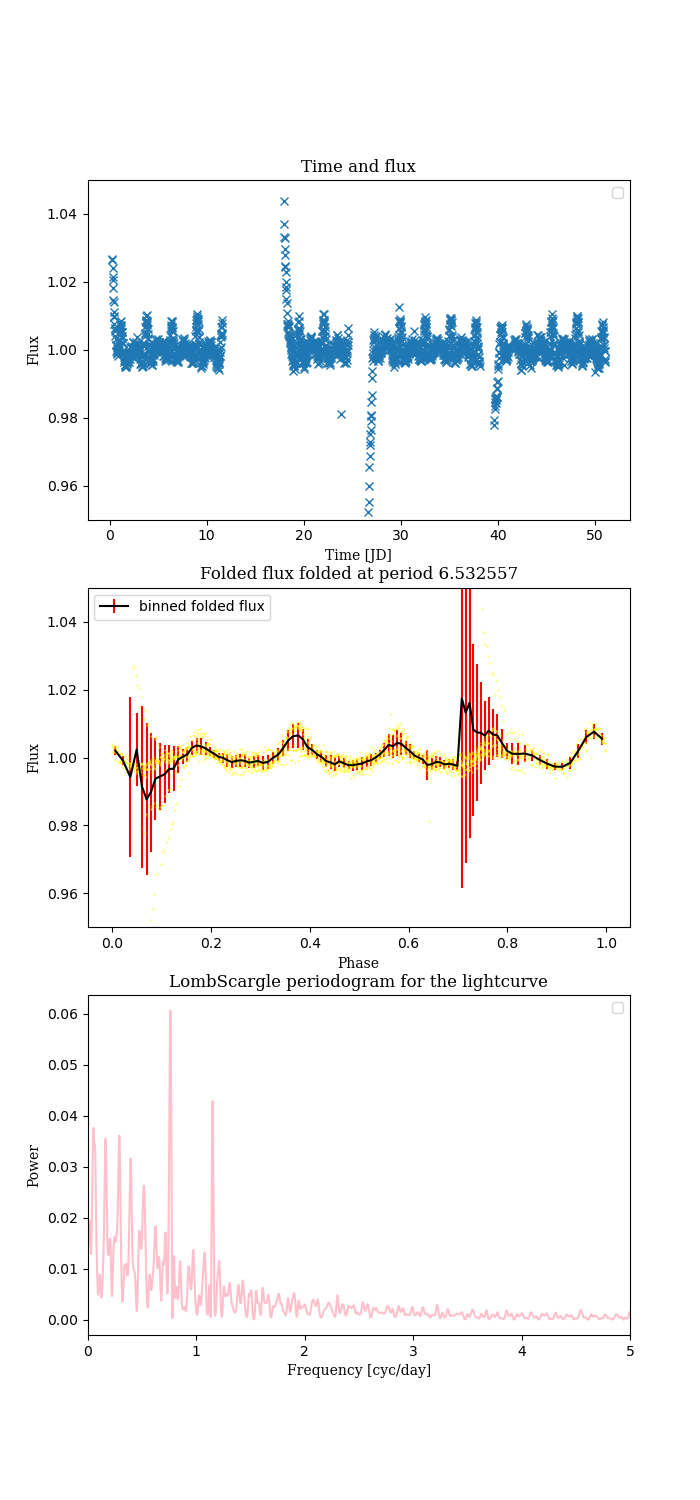 Time and flux
1.04
1.02
1.00
0.98
0.96
Flux
0 10 20 30 40 50
Time [JD]
Folded flux folded at period 6.532557
binned folded flux
1.04
1.02
1.00
0.98
0.96
Flux
0.0 0.2 0.4 0.6 0.8 1.0
Phase
LombScargle periodogram for the lightcurve
0.06
0.05
0.04
0.03
0.02
0.01
0.00
Power
0 1 2 3 4 5
Frequency [cyc/day]